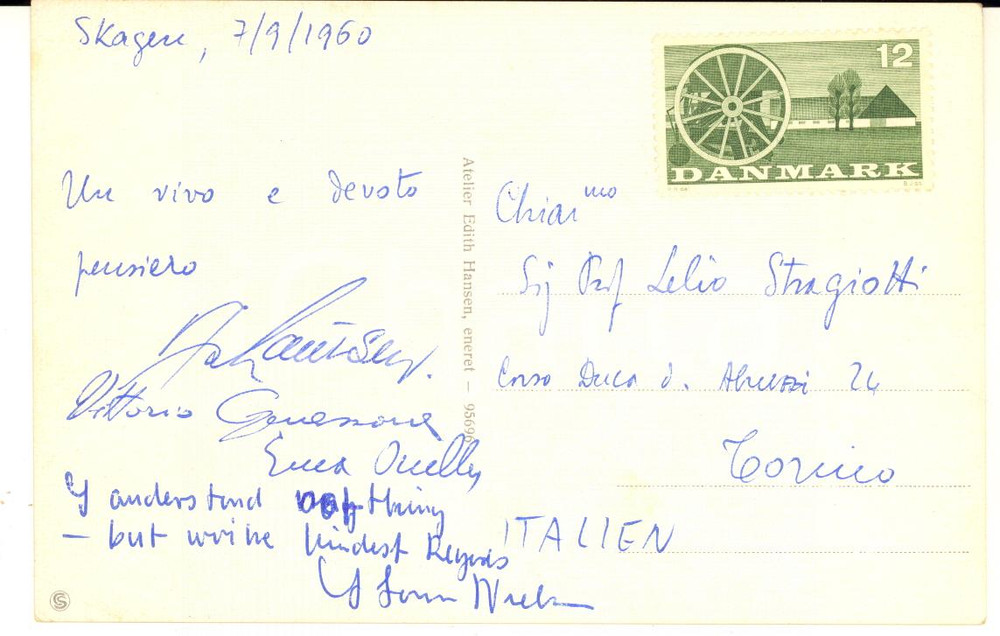 Skagen, 7/9/1960
Un vivo e devoto
pensiero
Vittorio
I understand nothing
— but write kindest Regards
Atelier Edith Hansen, eneret — 95696
12
DANMARK
Chiar.mo
Sig Prof Lelio Stragiotti
Corso Duca d. Abruzzi 24
Torino
ITALIEN
S